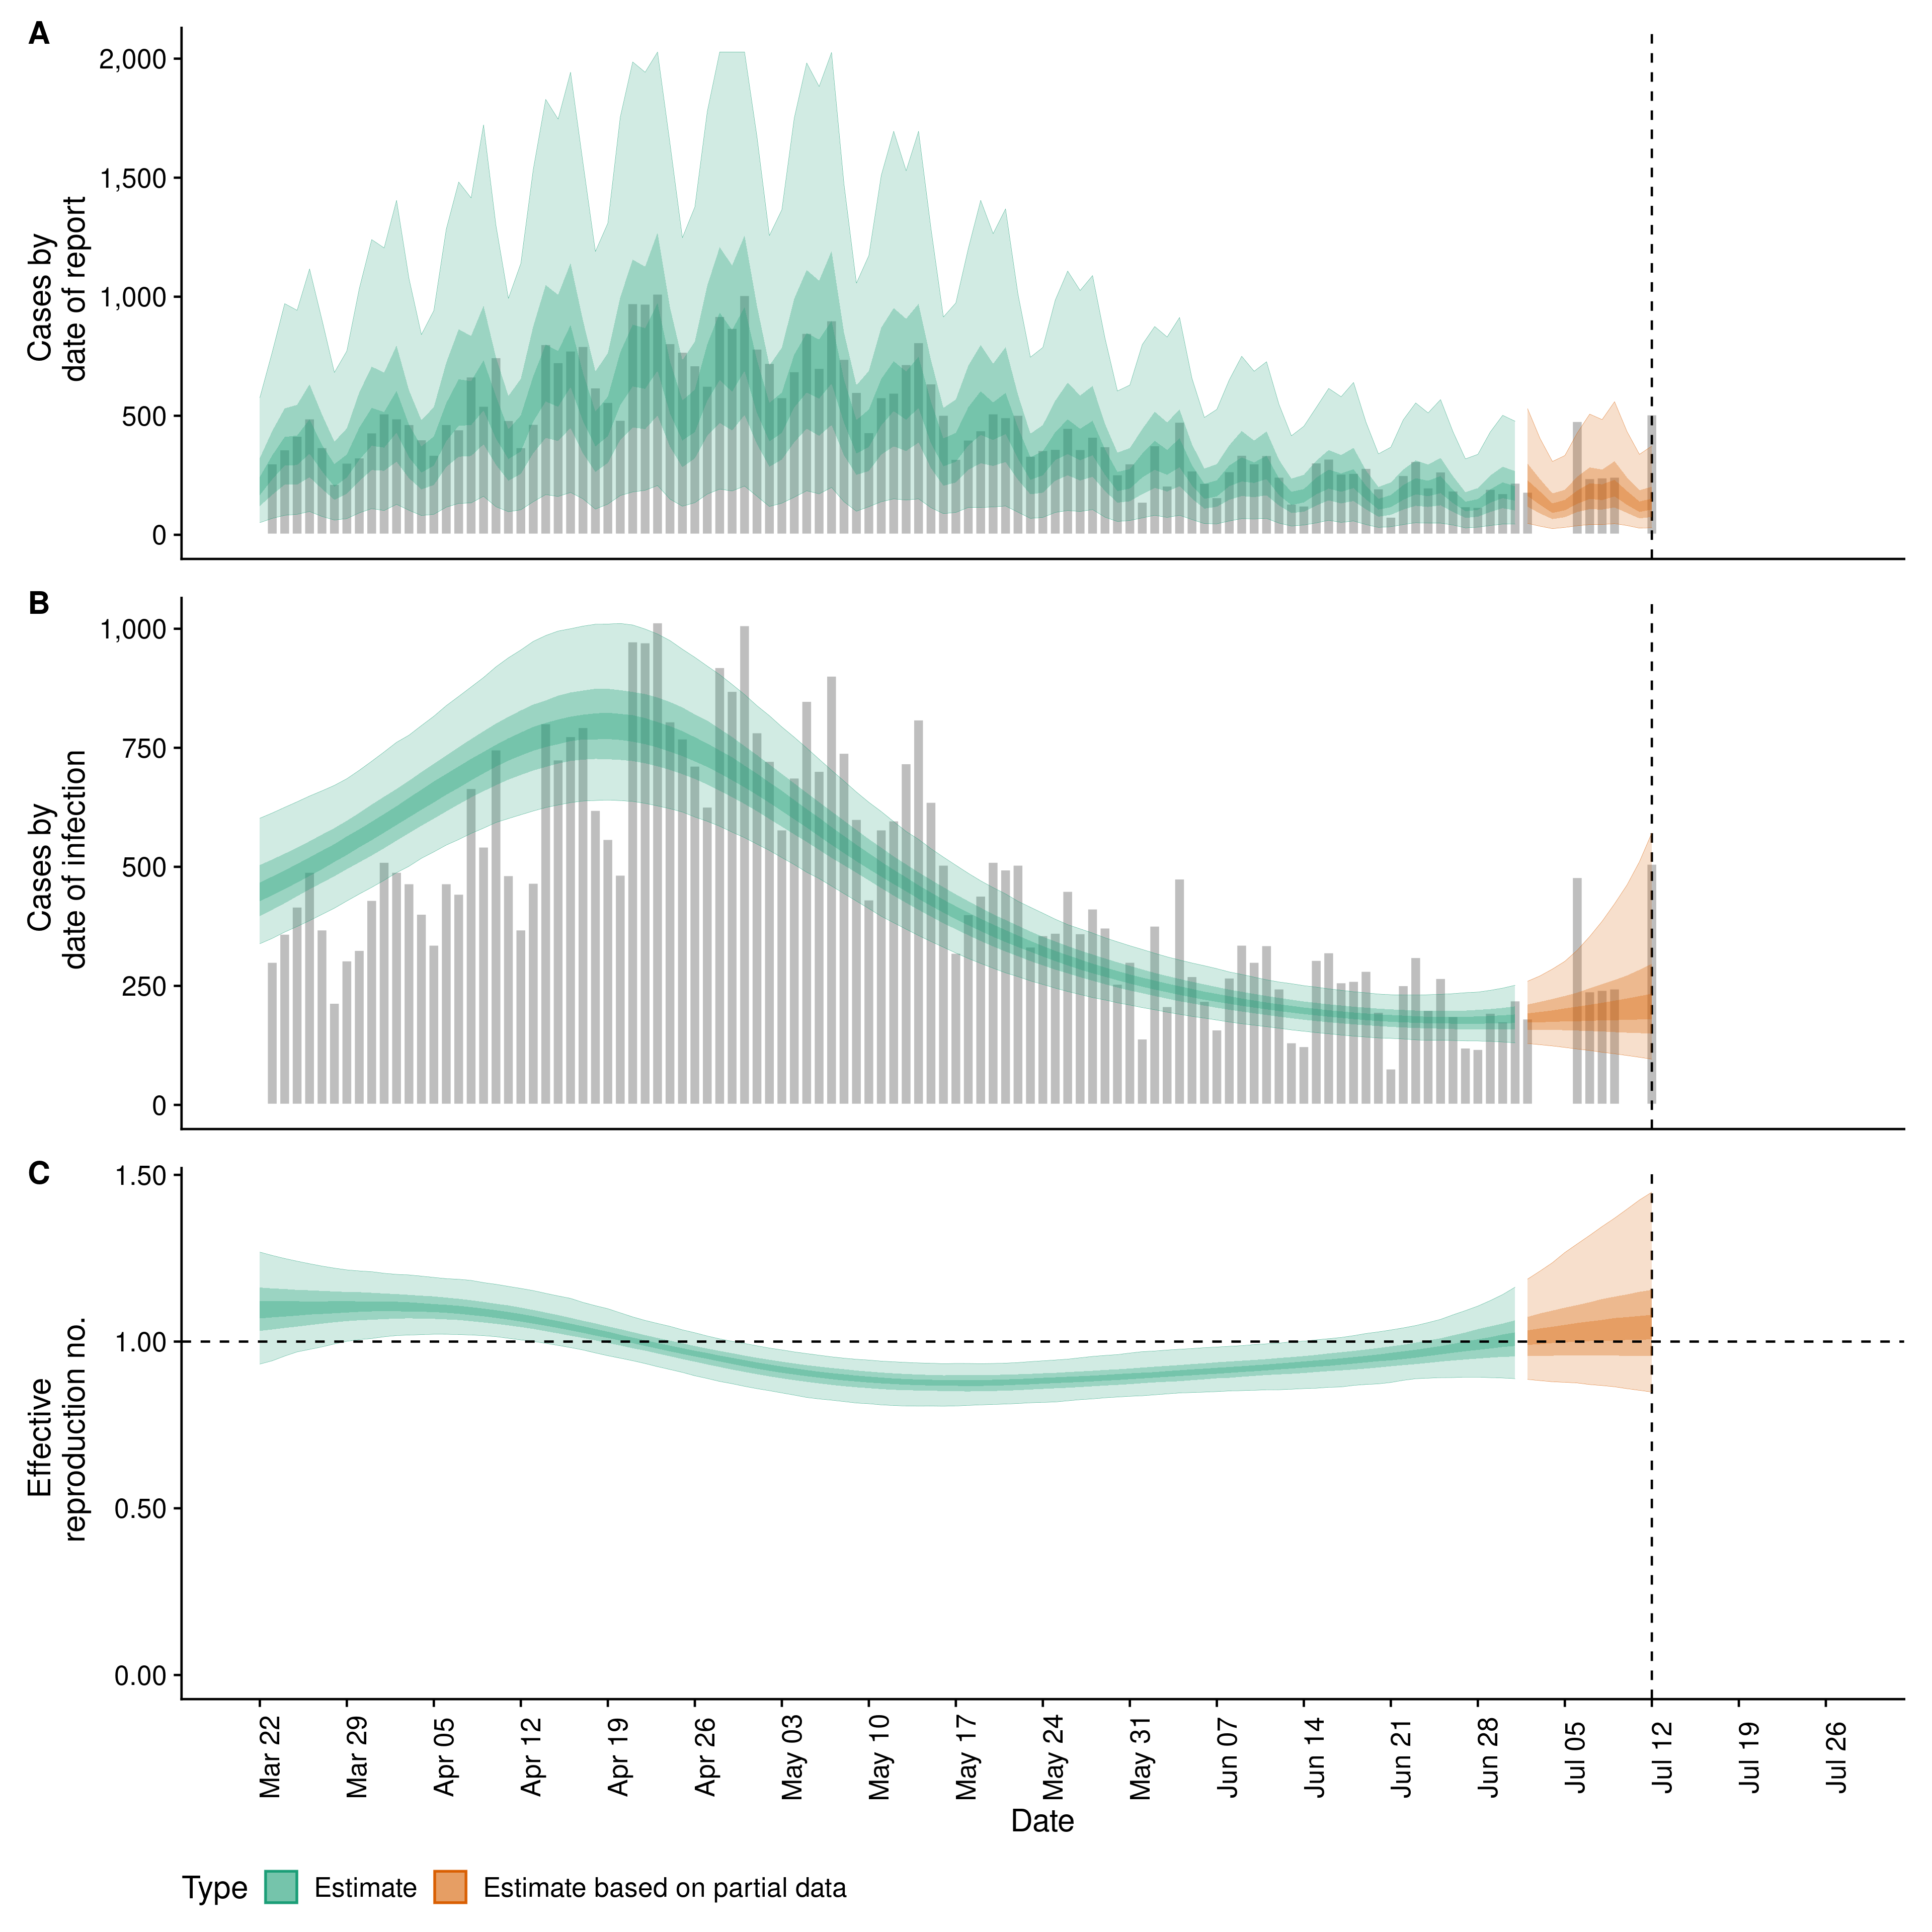 A
2,000
1,500
1,000
500
0
Cases by
date of report
B
1,000
750
500
250
0
Cases by
date of infection
C
1.50
1.00
0.50
0.00
Effective
reproduction no.
Mar 22
Mar 29
Apr 05
Apr 12
Apr 19
Apr 26
May 03
May 10
May 17
May 24
May 31
Jun 07
Jun 14
Jun 21
Jun 28
Jul 05
Jul 12
Jul 19
Jul 26
Date
Type Estimate Estimate based on partial data